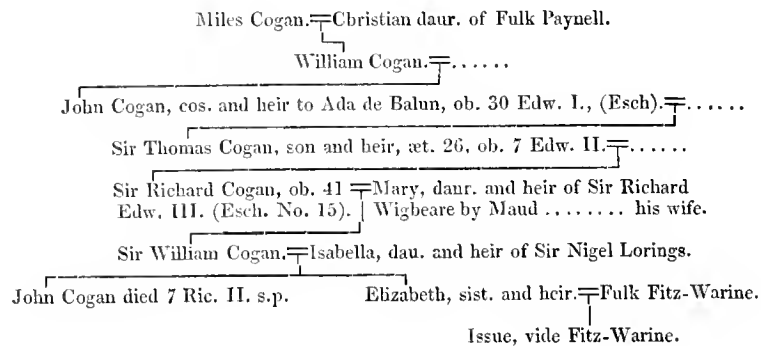 Miles Cogan.=Christian daur. of Fulk Paynell.
William Cogan.=......
John Cogan, cos. and heir to Ada de Balun, ob. 30 Edw. I., (Esch).=......
Sir Thomas Cogan, son and heir, æt. 26, ob. 7 Edw. II.=......
Sir Richard Cogan, ob. 41 =Mary, daur. and heir of Sir Richard
Edw. III. (Esch. No. 15). Wigbeare by Maud ........ his wife.
Sir William Cogan.=Isabella, dau. and heir of Sir Nigel Lorings.
John Cogan died 7 Ric. II. s.p. Elizabeth, sist. and heir.=Fulk Fitz-Warine.
Issue, vide Fitz-Warine.